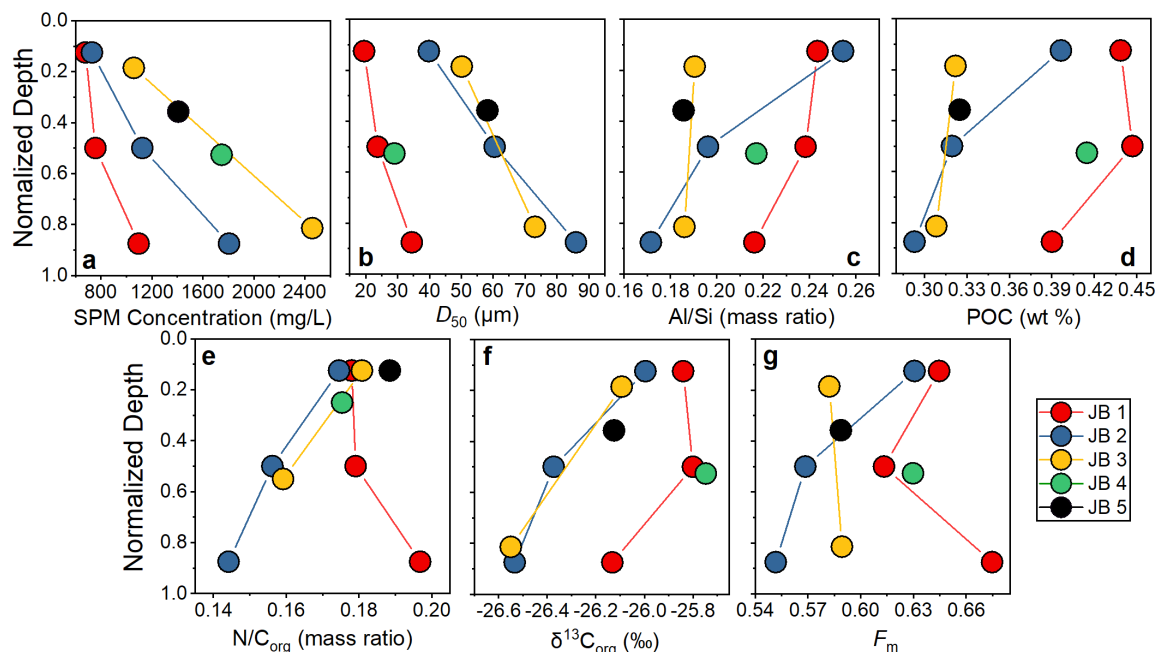 0.0
0.2
0.4
0.6
0.8
1.0
Nomalized Depth
a
800 1200 1600 2000 2400
SPM Concentration (mg/L)
b
20 30 40 50 60 70 80 90
D50 (μm)
c
0.16 0.18 0.20 0.22 0.24 0.26
Al/Si (mass ratio)
d
0.30 0.33 0.36 0.39 0.42 0.45
POC (wt %)
0.0
0.2
0.4
0.6
0.8
1.0
Normalized Depth
e
0.14 0.16 0.18 0.20
N/Corg (mass ratio)
f
-26.6 -26.4 -26.2 -26.0 -25.8
δ13Corg (‰)
g
0.54 0.57 0.60 0.63 0.66
Fm
JB 1
JB 2
JB 3
JB 4
JB 5